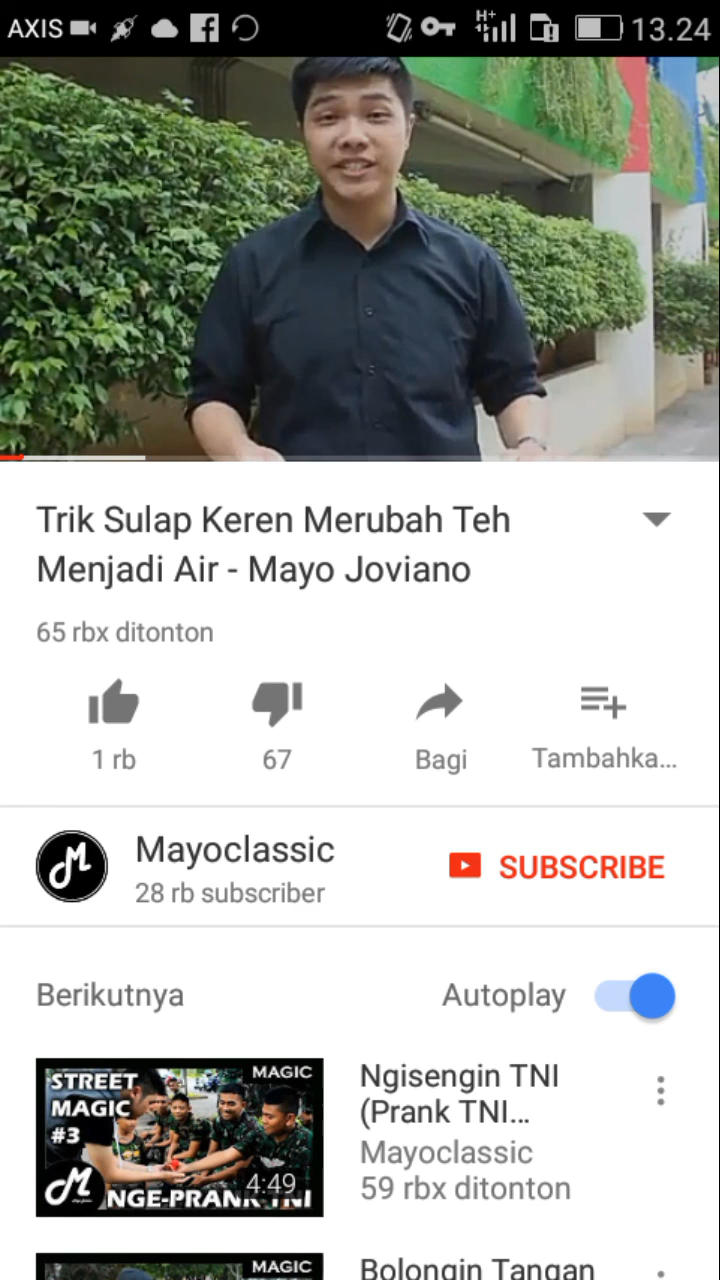 AXIS
H+
13.24
Trik Sulap Keren Merubah Teh
Menjadi Air - Mayo Joviano
65 rbx ditonton
1 rb
67
Bagi
Tambahka...
Mayoclassic
28 rb subscriber
SUBSCRIBE
Berikutnya
Autoplay
STREET
MAGIC
#3
MAGIC
4:49
NGE-PRANK TNI
Ngisengin TNI
(Prank TNI...
Mayoclassic
59 rbx ditonton
MAGIC
Bolongin Tangan